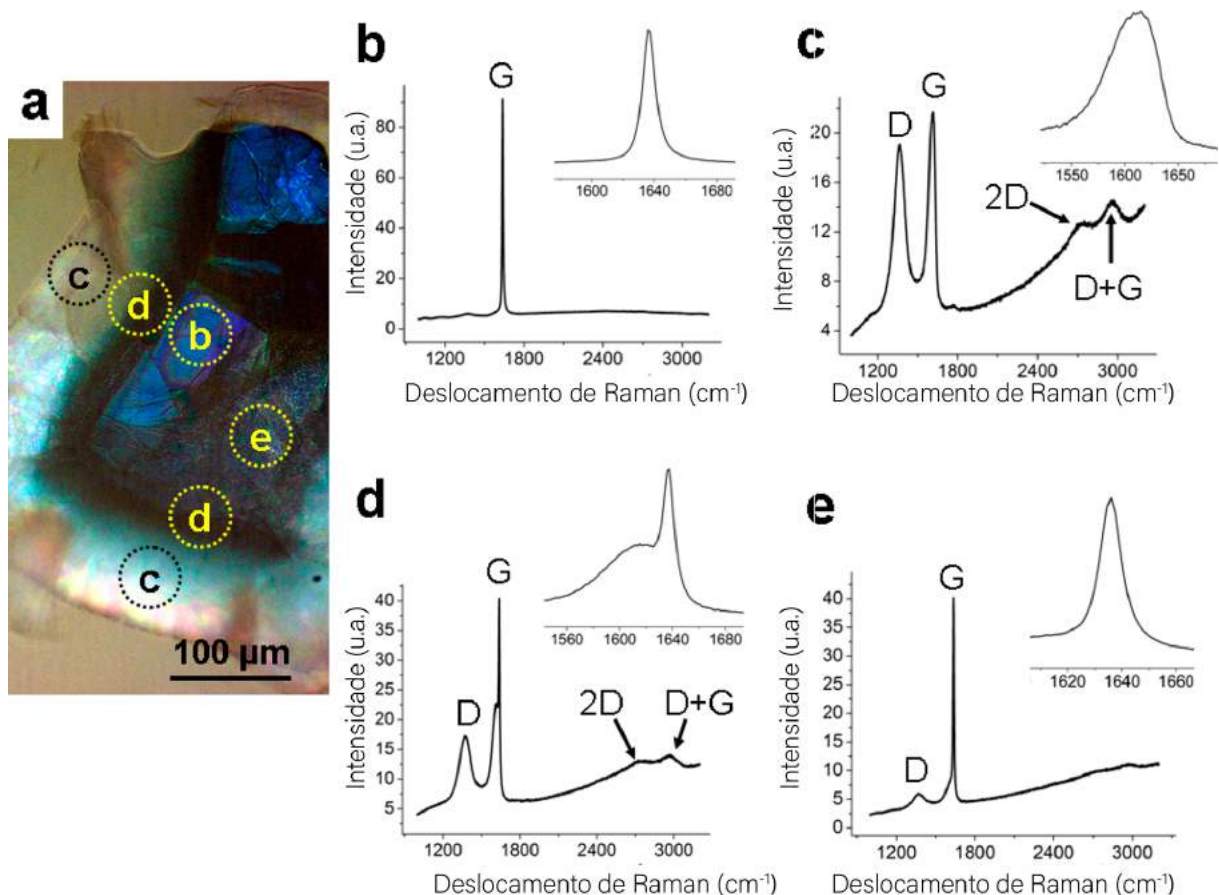 a
c
d
b
e
d
c
100 µm
b
G
Intensidade (u.a.)
80
60
40
20
0
1600 1640 1680
1200 1800 2400 3000
Deslocamento de Raman (cm⁻¹)
c
D
G
2D
D+G
Intensidade (u.a.)
20
16
12
8
4
1550 1600 1650
1200 1800 2400 3000
Deslocamento de Raman (cm⁻¹)
d
D
G
2D
D+G
Intensidade (u.a.)
40
35
30
25
20
15
10
5
1560 1600 1640 1680
1200 1800 2400 3000
Deslocamento de Raman (cm⁻¹)
e
G
D
Intensidade (u.a.)
40
35
30
25
20
15
10
5
0
1620 1640 1660
1200 1800 2400 3000
Deslocamento de Raman (cm⁻¹)